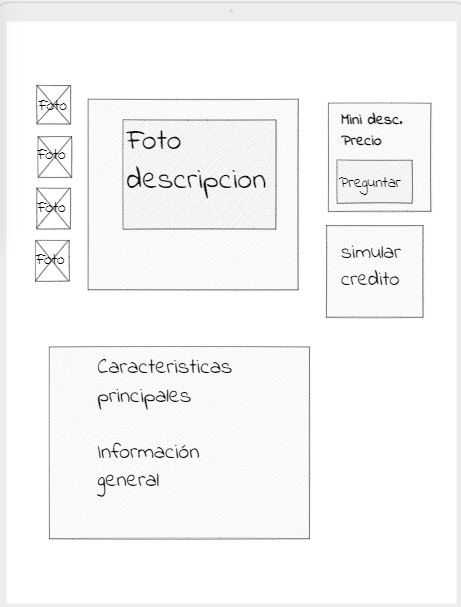 Foto
Foto
Foto
Foto
Foto
descripcion
Mini desc.
Precio
Preguntar
simular
credito
Caracteristicas
principales
Información
general